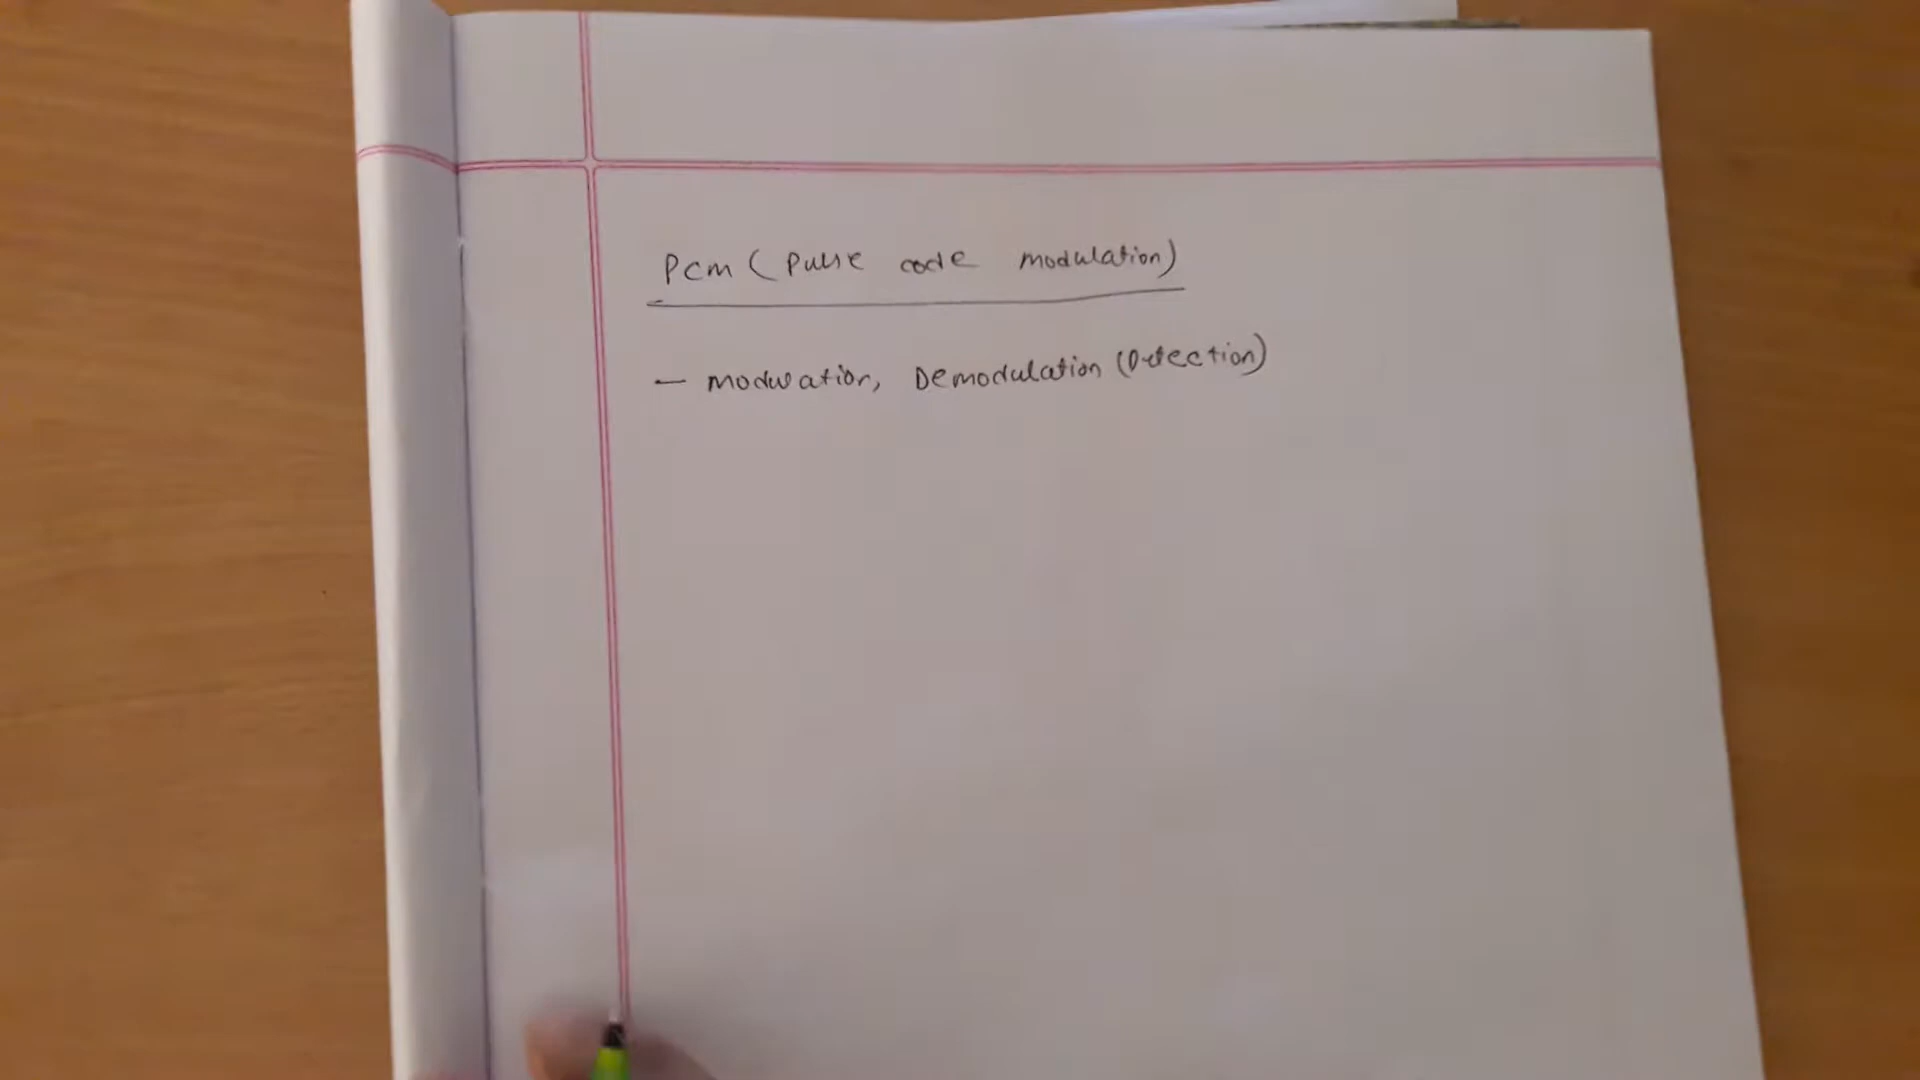 Pcm (Pulse code modulation)
- modulation, Demodulation (Detection)